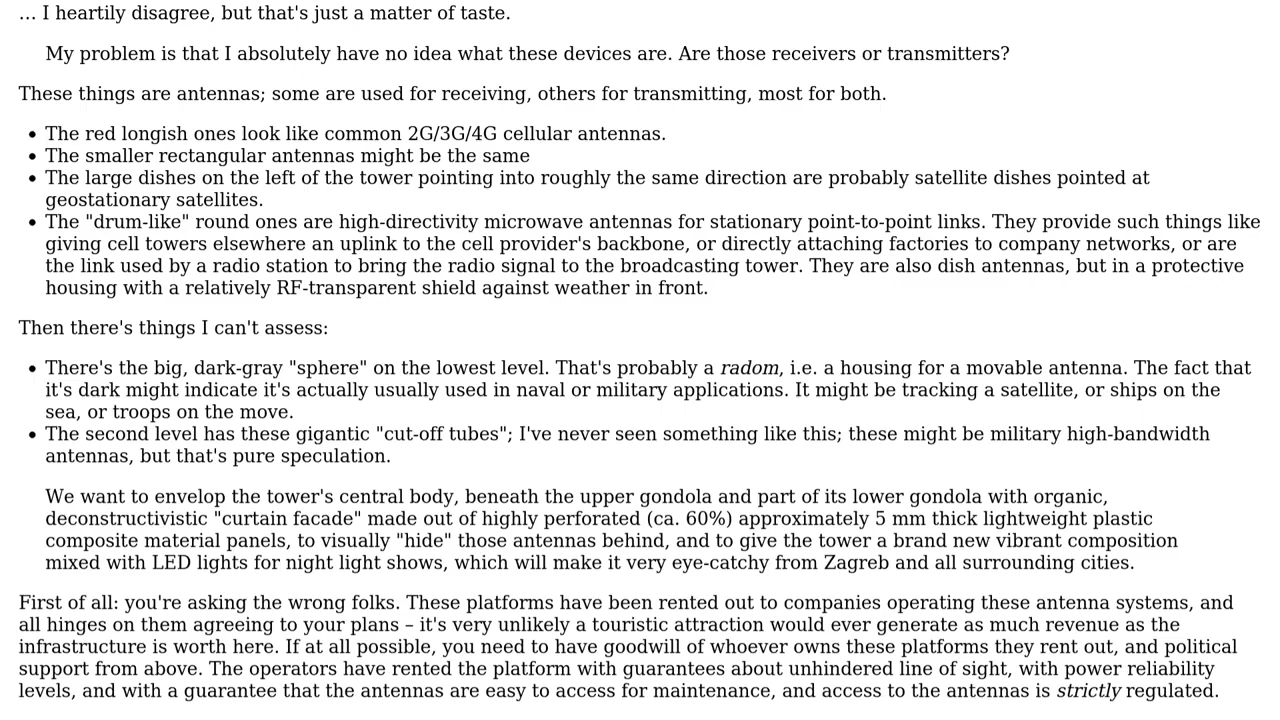 ... I heartily disagree, but that's just a matter of taste.
My problem is that I absolutely have no idea what these devices are. Are those receivers or transmitters?
These things are antennas; some are used for receiving, others for transmitting, most for both.
• The red longish ones look like common 2G/3G/4G cellular antennas.
• The smaller rectangular antennas might be the same
• The large dishes on the left of the tower pointing into roughly the same direction are probably satellite dishes pointed at
geostationary satellites.
• The "drum-like" round ones are high-directivity microwave antennas for stationary point-to-point links. They provide such things like
giving cell towers elsewhere an uplink to the cell provider's backbone, or directly attaching factories to company networks, or are
the link used by a radio station to bring the radio signal to the broadcasting tower. They are also dish antennas, but in a protective
housing with a relatively RF-transparent shield against weather in front.
Then there's things I can't assess:
• There's the big, dark-gray "sphere" on the lowest level. That's probably a radom, i.e. a housing for a movable antenna. The fact that
it's dark might indicate it's actually usually used in naval or military applications. It might be tracking a satellite, or ships on the
sea, or troops on the move.
• The second level has these gigantic "cut-off tubes"; I've never seen something like this; these might be military high-bandwidth
antennas, but that's pure speculation.
We want to envelop the tower's central body, beneath the upper gondola and part of its lower gondola with organic,
deconstructivistic "curtain facade" made out of highly perforated (ca. 60%) approximately 5 mm thick lightweight plastic
composite material panels, to visually "hide" those antennas behind, and to give the tower a brand new vibrant composition
mixed with LED lights for night light shows, which will make it very eye-catchy from Zagreb and all surrounding cities.
First of all: you're asking the wrong folks. These platforms have been rented out to companies operating these antenna systems, and
all hinges on them agreeing to your plans – it's very unlikely a touristic attraction would ever generate as much revenue as the
infrastructure is worth here. If at all possible, you need to have goodwill of whoever owns these platforms they rent out, and political
support from above. The operators have rented the platform with guarantees about unhindered line of sight, with power reliability
levels, and with a guarantee that the antennas are easy to access for maintenance, and access to the antennas is strictly regulated.